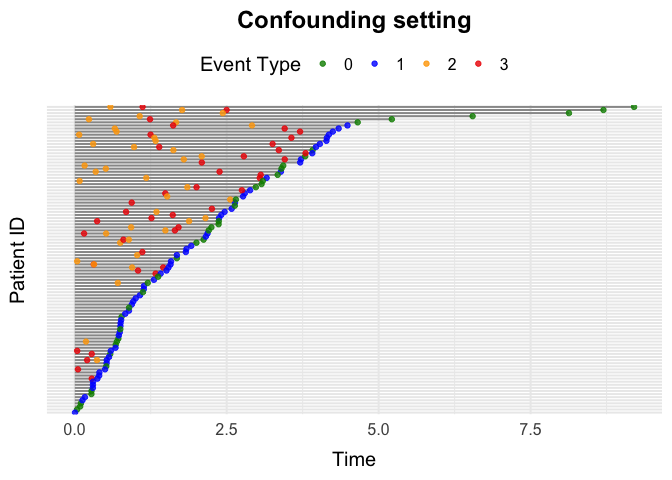 Confounding setting
Event Type 0 1 2 3
Patient ID
0.0 2.5 5.0 7.5
Time